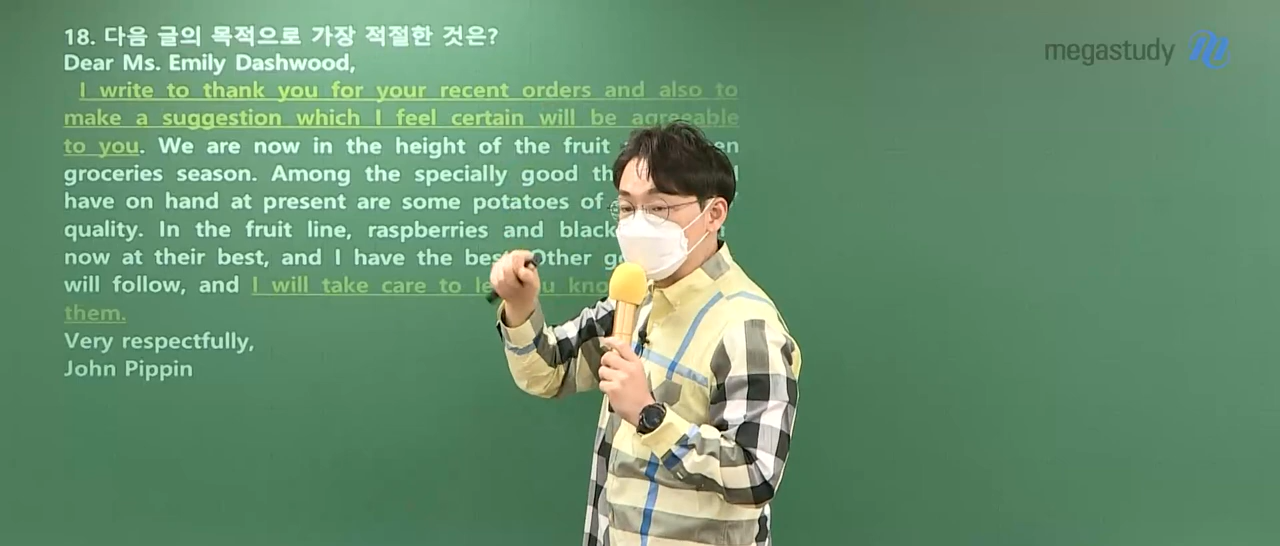 18. 다음 글의 목적으로 가장 적절한 것은?
Dear Ms. Emily Dashwood,
I write to thank you for your recent orders and also to
make a suggestion which I feel certain will be agreeable
to you. We are now in the height of the fruit
groceries season. Among the specially good
have on hand at present are some potatoes of
quality. In the fruit line, raspberries and
now at their best, and I have the best. Other
will follow, and I will take care to
them.
Very respectfully,
John Pippin
megastudy